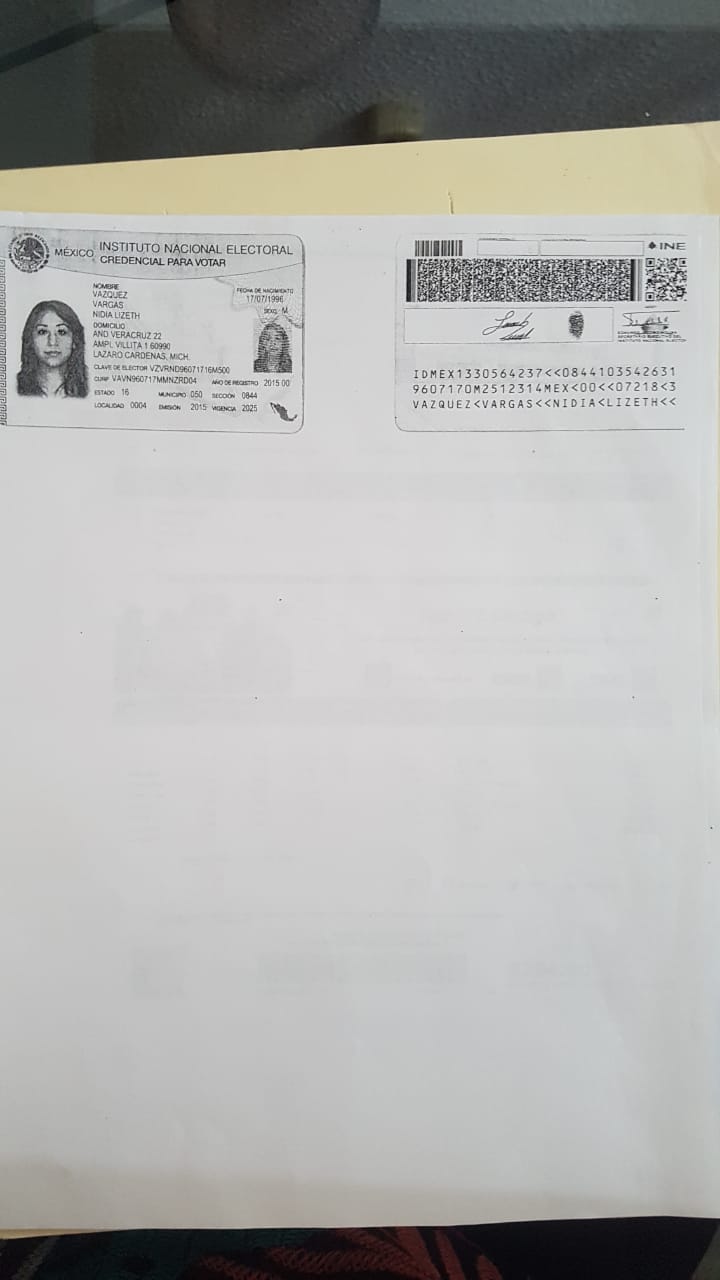 MÉXICO INSTITUTO NACIONAL ELECTORAL
CREDENCIAL PARA VOTAR
NOMBRE
VAZQUEZ
VARGAS
NIDIA LIZETH
FECHA DE NACIMIENTO
17/07/1996
SEXO M
DOMICILIO
AND VERACRUZ 22
AMPL VILLITA 1 60990
LAZARO CARDENAS, MICH.
CLAVE DE ELECTOR VZVRND96071716M500
CURP VAVN960717MMNZRD04 AÑO DE REGISTRO 2015 00
ESTADO 16 MUNICIPIO 050 SECCIÓN 0844
LOCALIDAD 0004 EMISIÓN 2015 VIGENCIA 2025
INE
IDMEX1330564237<<0844103542631
9607170M2512314MEX<00<<07218<3
VAZQUEZ<VARGAS<<NIDIA<LIZETH<<